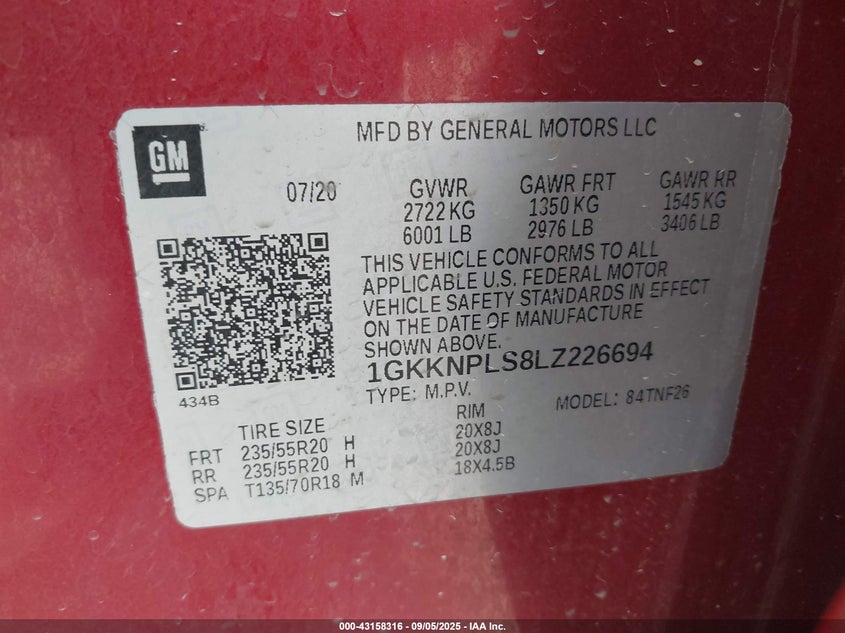 MFD BY GENERAL MOTORS LLC
GM
07/20 GVWR GAWR FRT GAWR RR
2722 KG 1350 KG 1545 KG
6001 LB 2976 LB 3406 LB
THIS VEHICLE CONFORMS TO ALL
APPLICABLE U.S. FEDERAL MOTOR
VEHICLE SAFETY STANDARDS IN EFFECT
ON THE DATE OF MANUFACTURE
SHOWN ABOVE.
1GKKNPLS8LZ226694
434B
TYPE: M.P.V. MODEL: 84TNF26
TIRE SIZE RIM
FRT 235/55R20 H 20X8J
RR 235/55R20 H 20X8J
SPA T135/70R18 M 18X4.5B
000-43158316 - 09/05/2025 - IAA Inc.